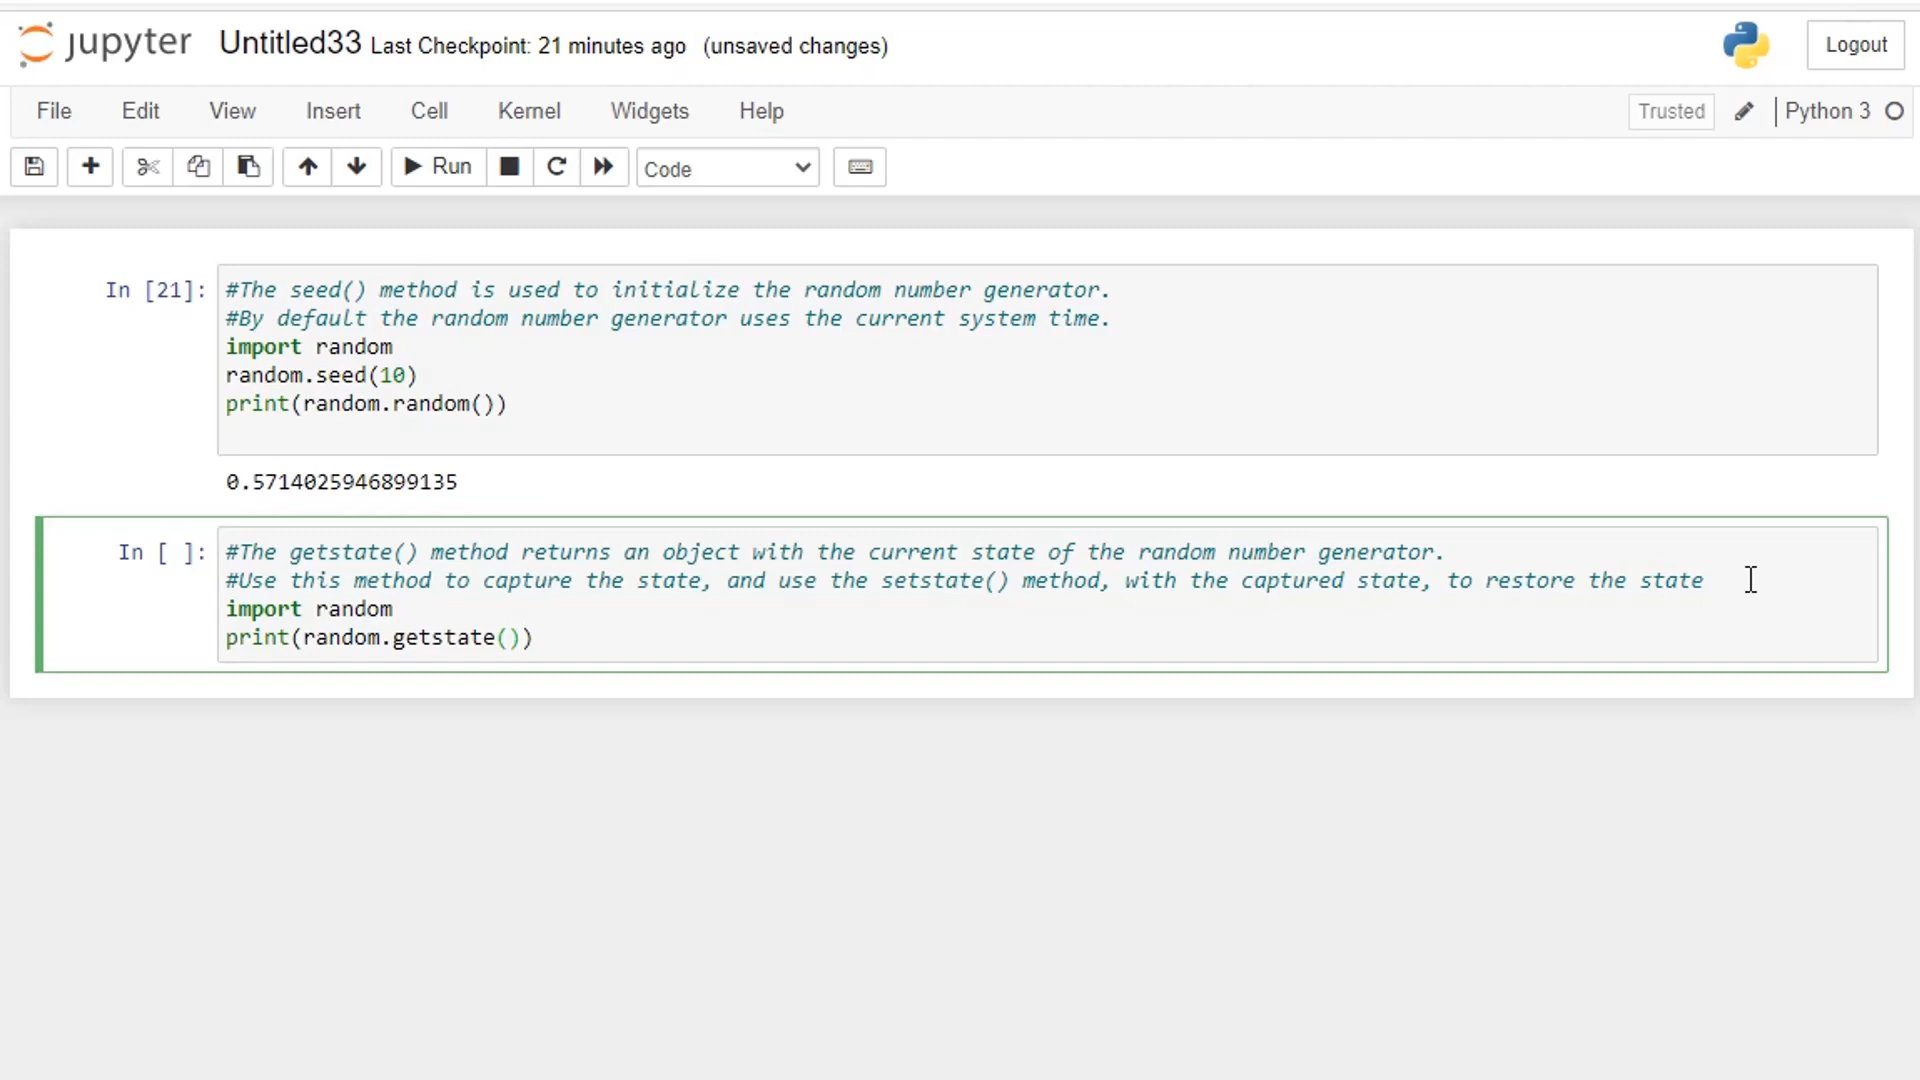 jupyter Untitled33 Last Checkpoint: 21 minutes ago (unsaved changes) Logout
File Edit View Insert Cell Kernel Widgets Help Trusted Python 3
Run Code
In [21]: #The seed() method is used to initialize the random number generator.
#By default the random number generator uses the current system time.
import random
random.seed(10)
print(random.random())
0.5714025946899135
In [ ]: #The getstate() method returns an object with the current state of the random number generator.
#Use this method to capture the state, and use the setstate() method, with the captured state, to restore the state
import random
print(random.getstate())